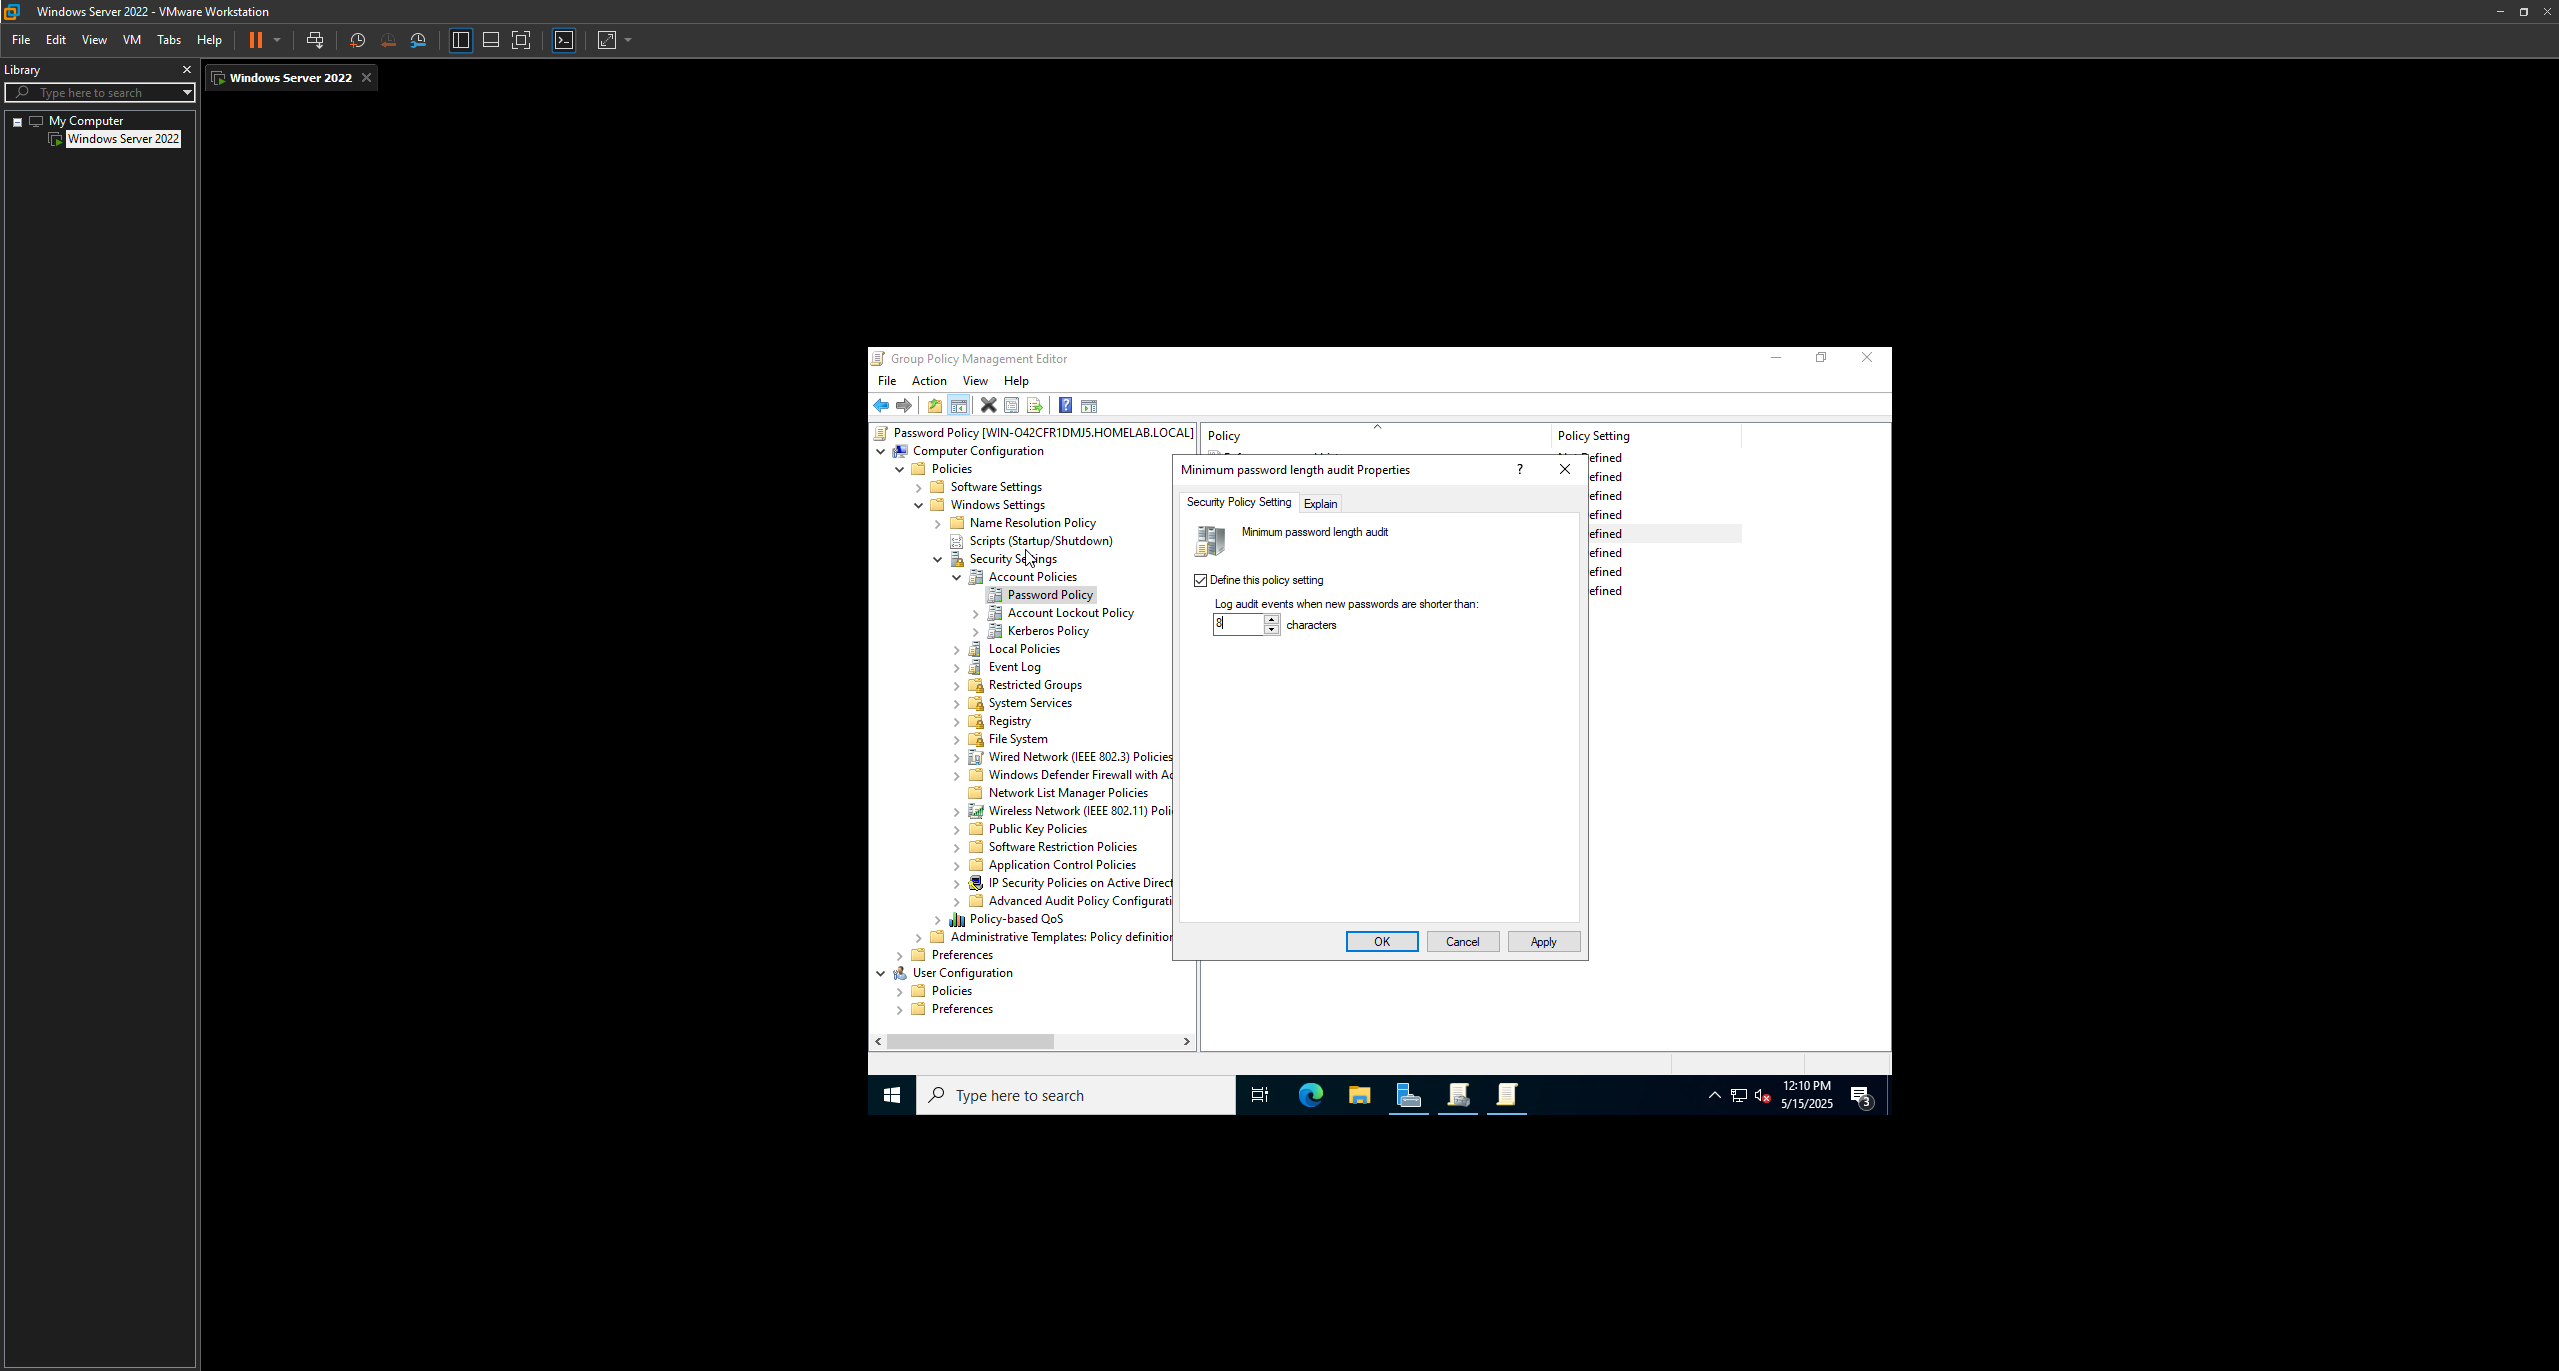 Windows Server 2022 - VMware Workstation
File Edit View VM Tabs Help
Library
Type here to search
My Computer
Windows Server 2022
Windows Server 2022
Group Policy Management Editor
File Action View Help
Password Policy [WIN-O42CFR1DMJ5.HOMELAB.LOCAL]
Computer Configuration
Policies
Software Settings
Windows Settings
Name Resolution Policy
Scripts (Startup/Shutdown)
Security Settings
Account Policies
Password Policy
Account Lockout Policy
Kerberos Policy
Local Policies
Event Log
Restricted Groups
System Services
Registry
File System
Wired Network (IEEE 802.3) Policies
Windows Defender Firewall with Ad
Network List Manager Policies
Wireless Network (IEEE 802.11) Poli
Public Key Policies
Software Restriction Policies
Application Control Policies
IP Security Policies on Active Direct
Advanced Audit Policy Configurati
Policy-based QoS
Administrative Templates: Policy definition
Preferences
User Configuration
Policies
Preferences
Policy Policy Setting
efined
efined
efined
efined
efined
efined
efined
efined
Minimum password length audit Properties
Security Policy Setting Explain
Minimum password length audit
Define this policy setting
Log audit events when new passwords are shorter than:
8 characters
OK Cancel Apply
Type here to search
12:10 PM
5/15/2025
3